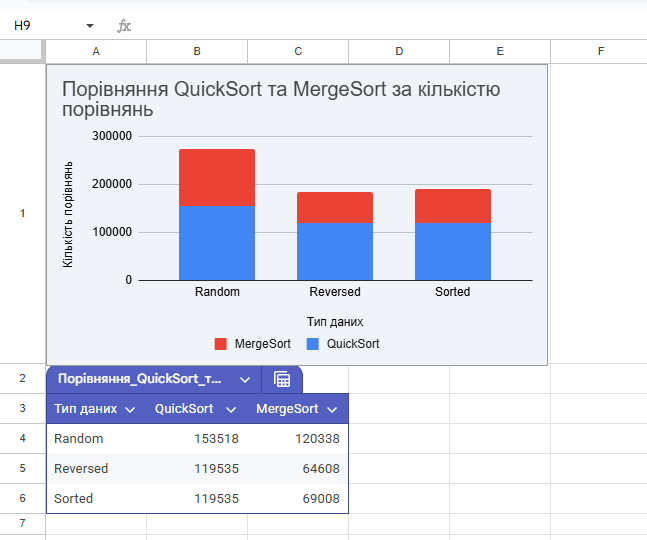 H9
fx
A B C D E F
1
Порівняння QuickSort та MergeSort за кількістю
порівнянь
Кількість порівнянь
300000
200000
100000
0
Random Reversed Sorted
Тип даних
MergeSort QuickSort
2 Порівняння_QuickSort_т...
3 Тип даних QuickSort MergeSort
4 Random 153518 120338
5 Reversed 119535 64608
6 Sorted 119535 69008
7